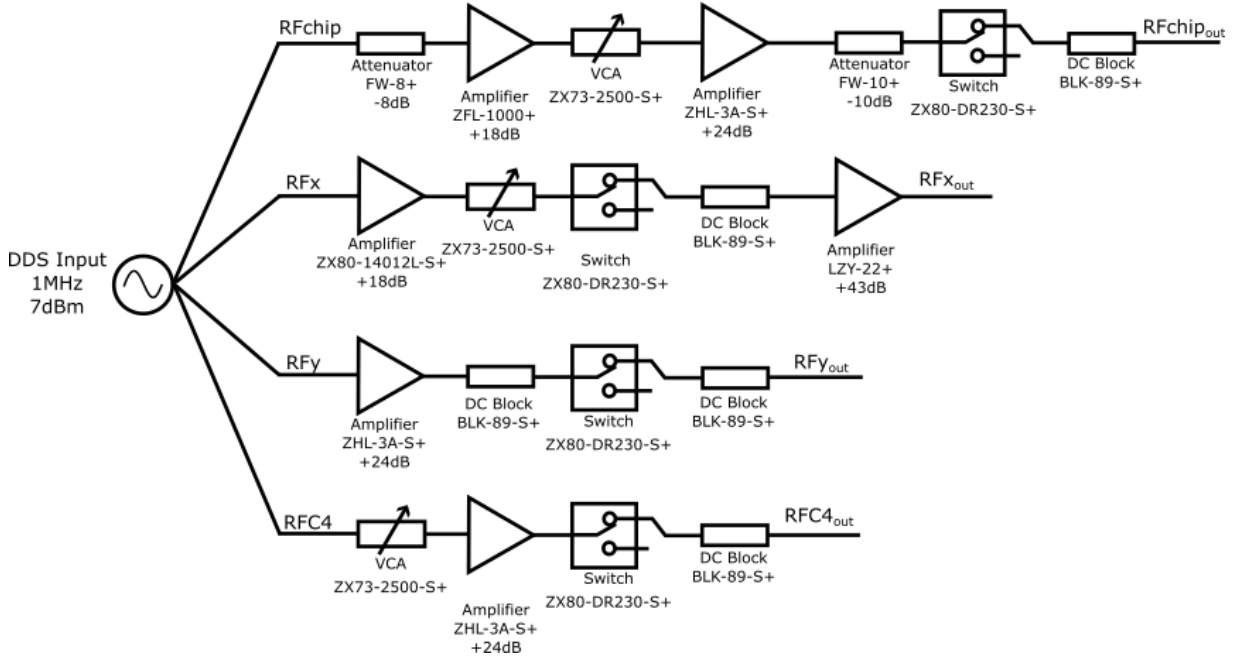 RFchip
Attenuator
FW-8+
-8dB
Amplifier
ZFL-1000+
+18dB
VCA
ZX73-2500-S+
Amplifier
ZHL-3A-S+
+24dB
Attenuator
FW-10+
-10dB
Switch
ZX80-DR230-S+
DC Block
BLK-89-S+
RFchipout
RFx
Amplifier
ZX80-14012L-S+
+18dB
VCA
ZX73-2500-S+
Switch
ZX80-DR230-S+
DC Block
BLK-89-S+
Amplifier
LZY-22+
+43dB
RFxout
DDS Input
1MHz
7dBm
RFy
Amplifier
ZHL-3A-S+
+24dB
DC Block
BLK-89-S+
Switch
ZX80-DR230-S+
DC Block
BLK-89-S+
RFyout
RFC4
VCA
ZX73-2500-S+
Amplifier
ZHL-3A-S+
+24dB
Switch
ZX80-DR230-S+
DC Block
BLK-89-S+
RFC4out